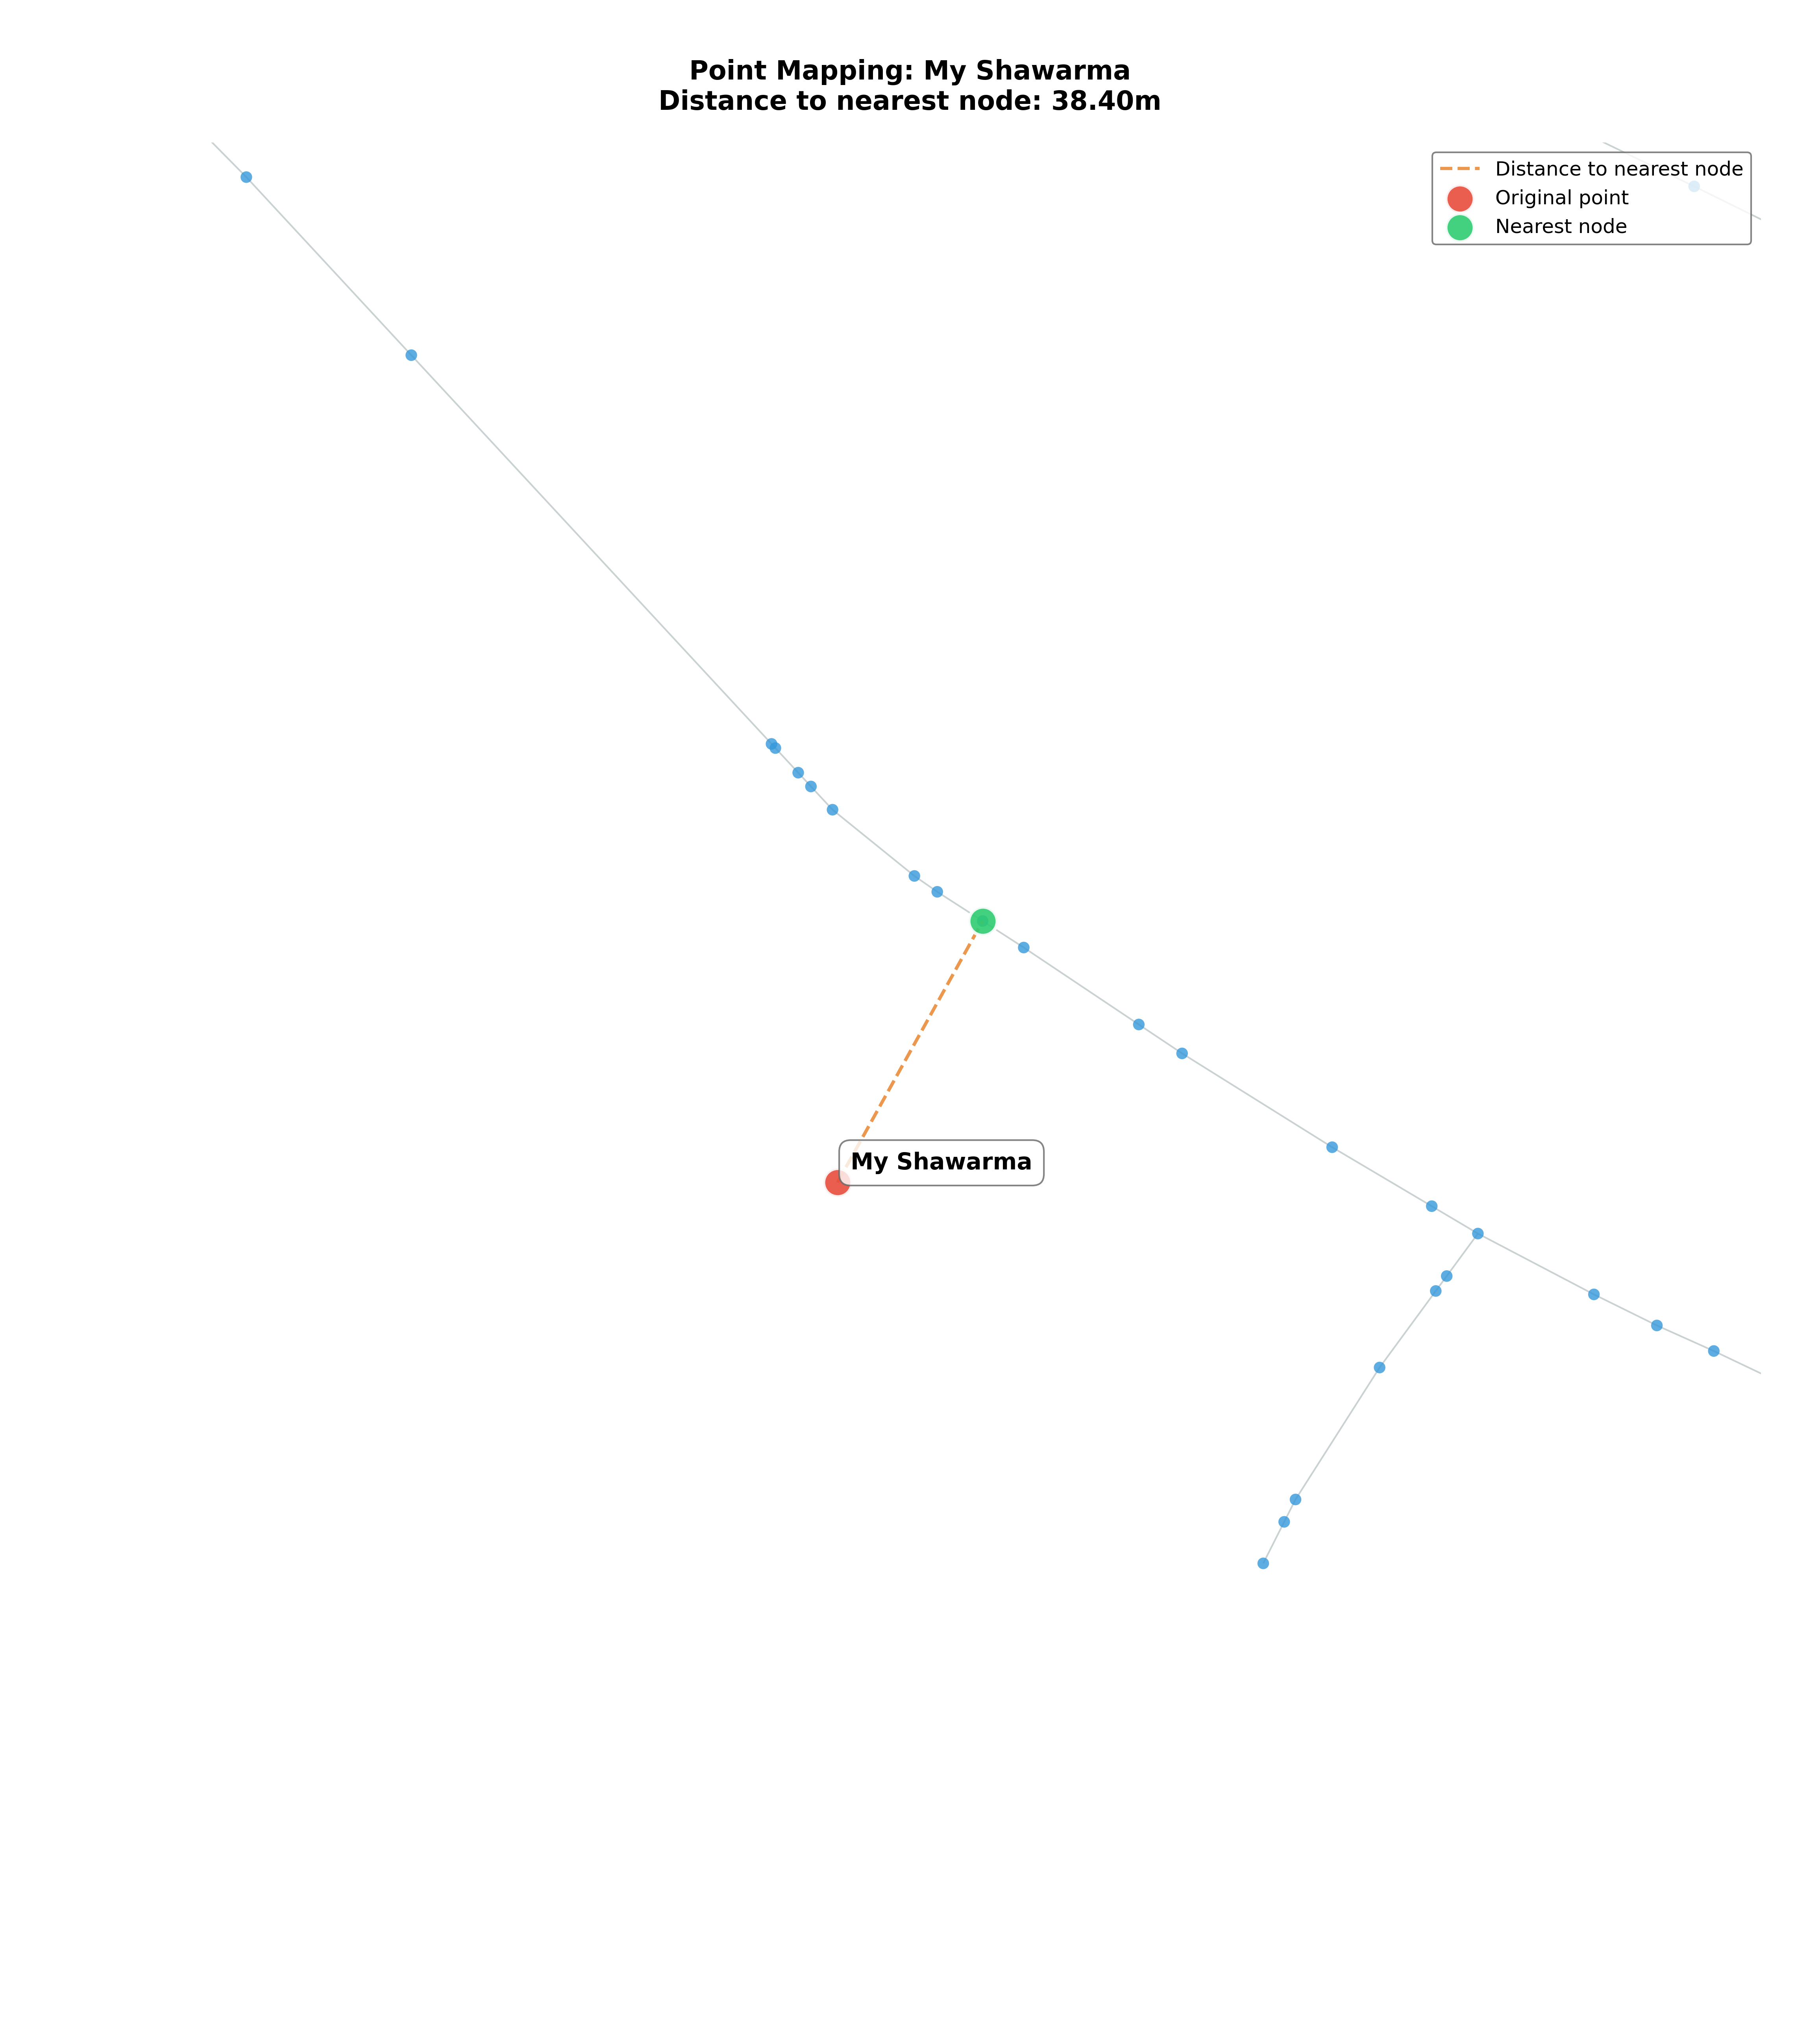 Point Mapping: My Shawarma
Distance to nearest node: 38.40m
Distance to nearest node
Original point
Nearest node
My Shawarma